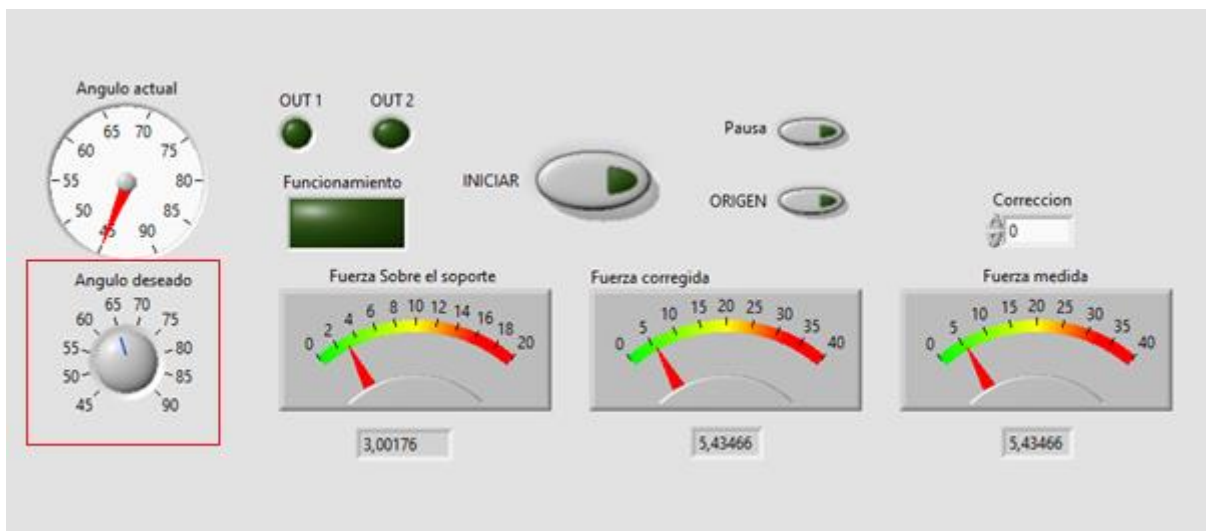 Angulo actual
45 50 55 60 65 70 75 80 85 90
OUT 1
OUT 2
Funcionamiento
INICIAR
Pausa
ORIGEN
Correccion
0
Angulo deseado
45 50 55 60 65 70 75 80 85 90
Fuerza Sobre el soporte
0 2 4 6 8 10 12 14 16 18 20
3,00176
Fuerza corregida
0 5 10 15 20 25 30 35 40
5,43466
Fuerza medida
0 5 10 15 20 25 30 35 40
5,43466